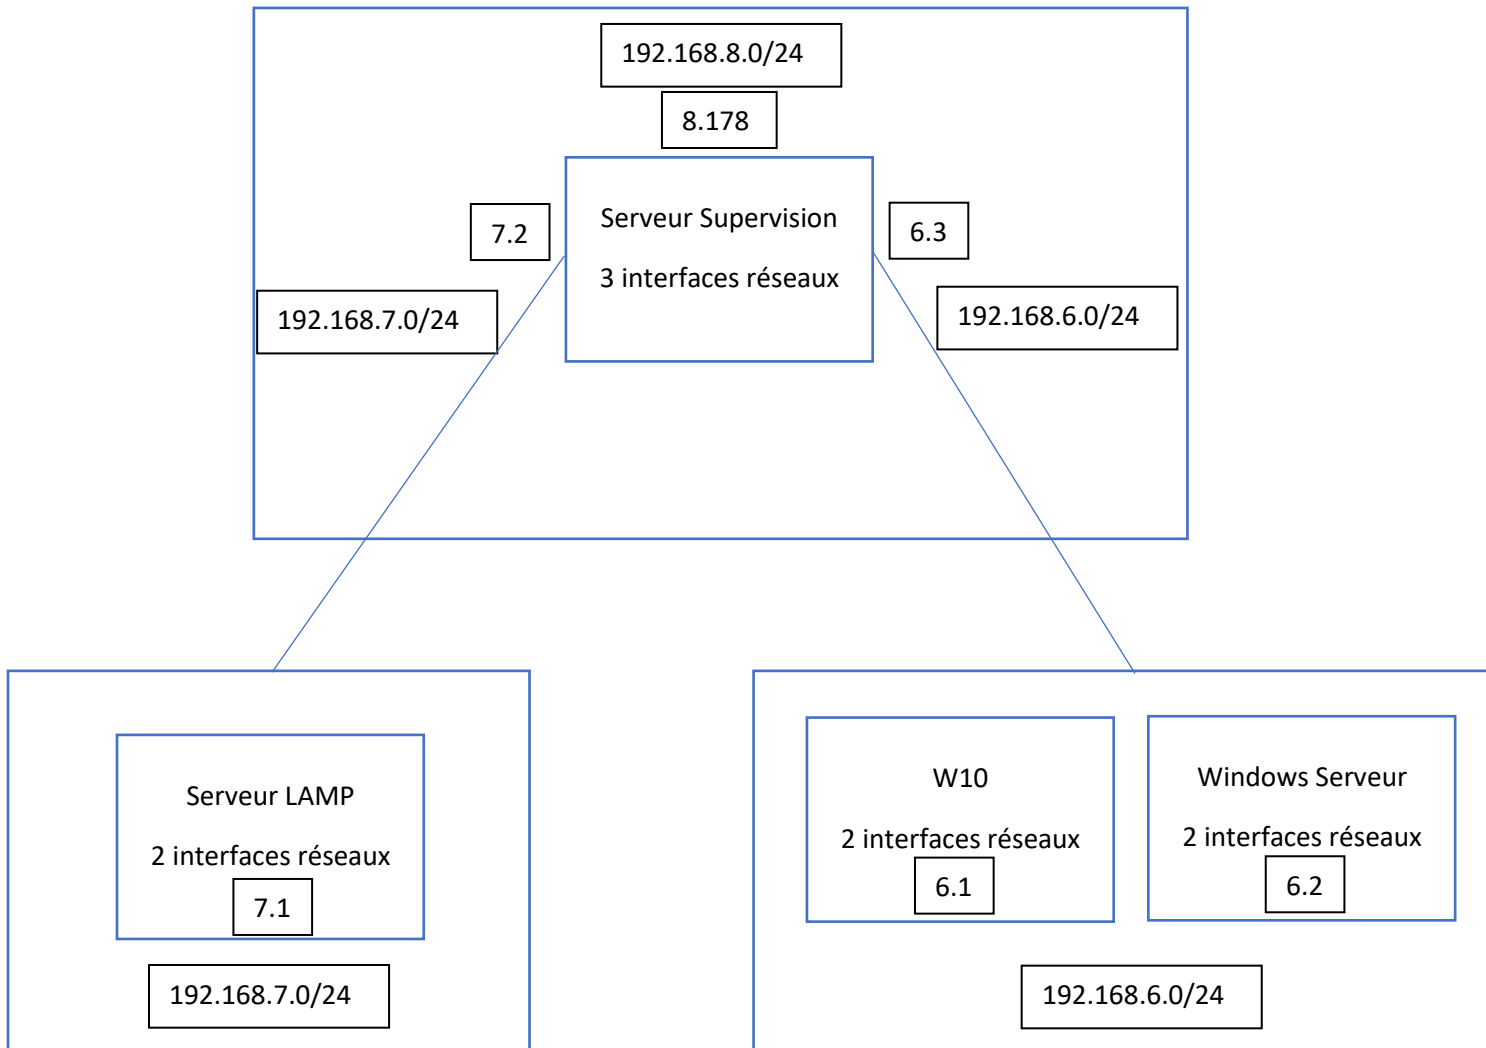 192.168.8.0/24
8.178
7.2
Serveur Supervision
3 interfaces réseaux
6.3
192.168.7.0/24
192.168.6.0/24
Serveur LAMP
2 interfaces réseaux
7.1
192.168.7.0/24
W10
2 interfaces réseaux
6.1
Windows Serveur
2 interfaces réseaux
6.2
192.168.6.0/24